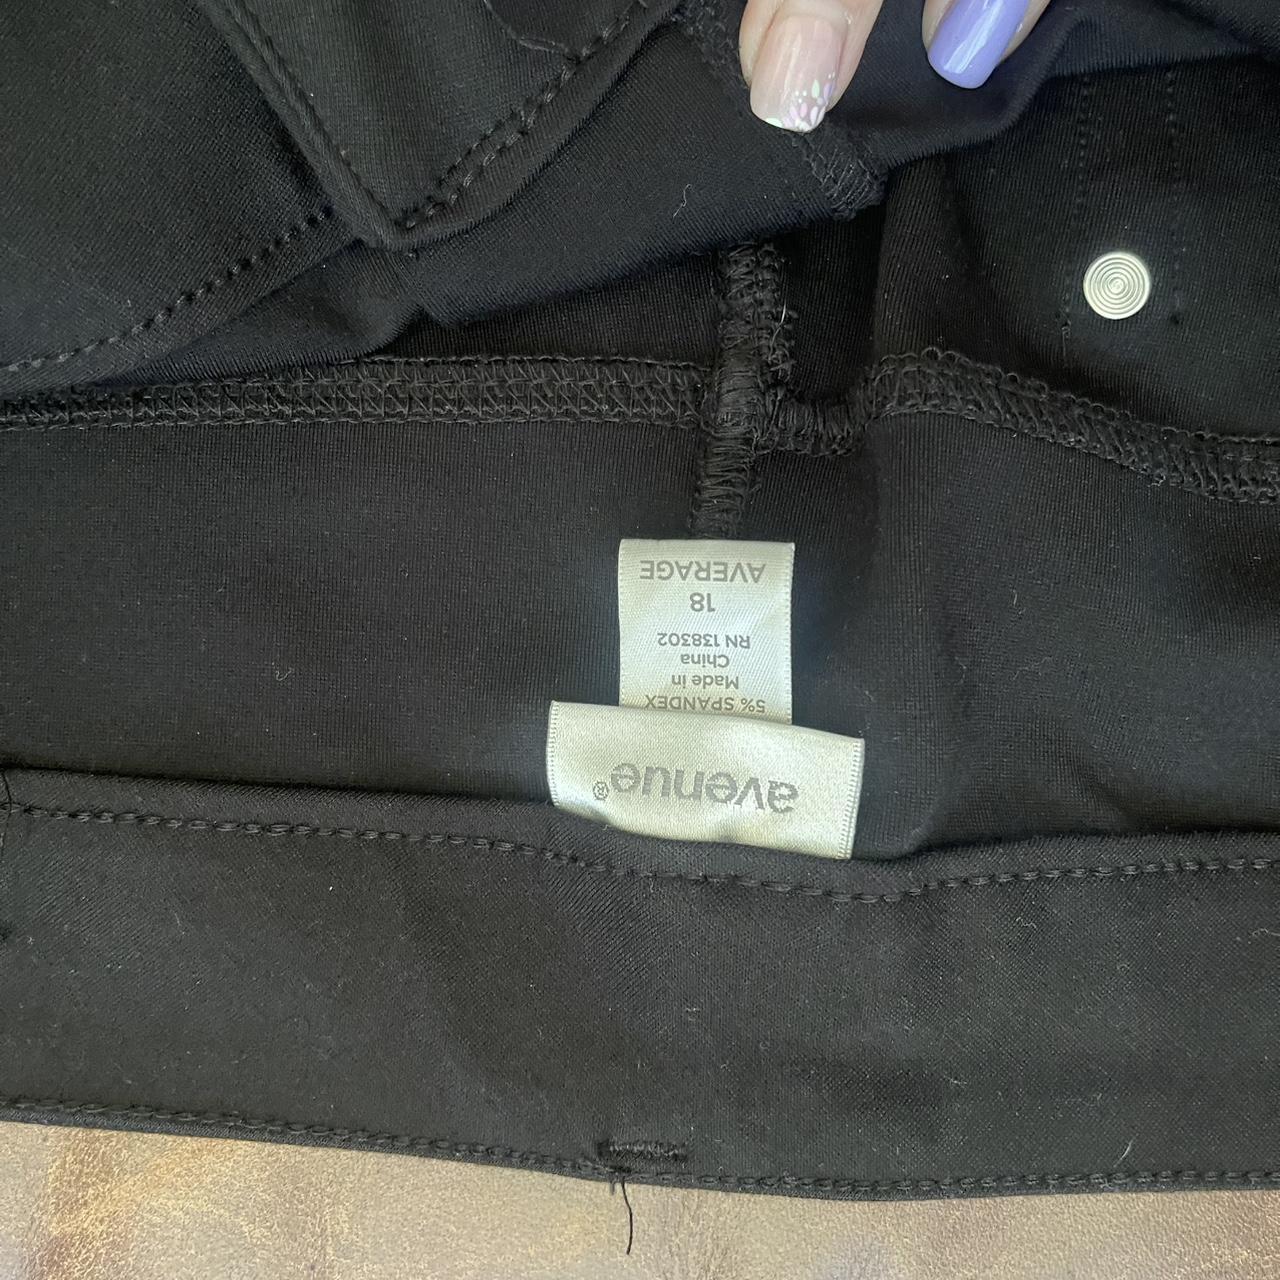 avenue®
5% SPANDEX
Made in
China
RN 138302
18
AVERAGE